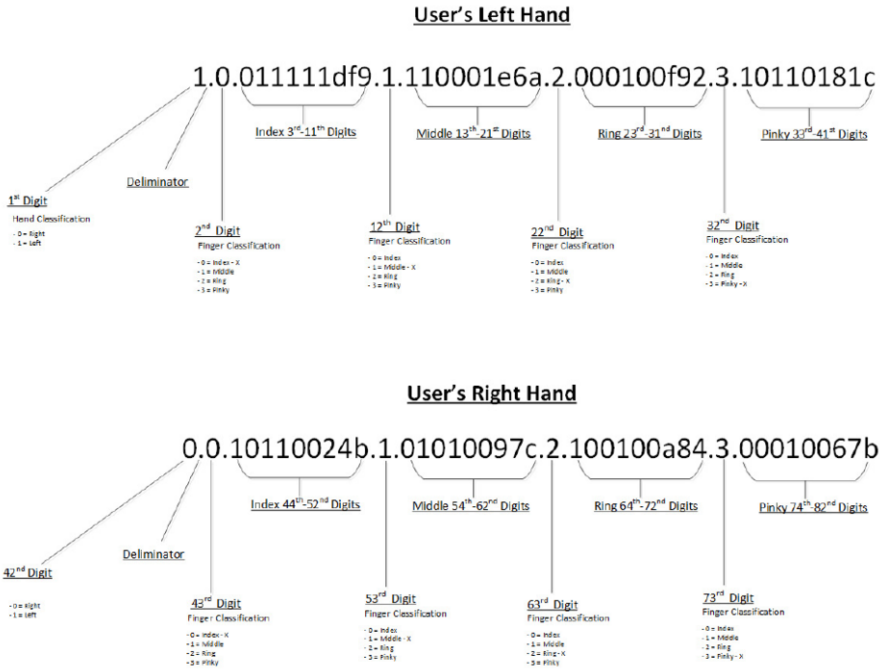 User's Left Hand
1.0.011111df9.1.110001e6a.2.000100f92.3.10110181c
Index 3rd-11th Digits
Middle 13th-21st Digits
Ring 23rd-31nd Digits
Pinky 33rd-41st Digits
Deliminator
1st Digit
Hand Classification
- 0 = Right
- 1 = Left
2nd Digit
Finger Classification
- 0 = Index - X
- 1 = Middle
- 2 = Ring
- 3 = Pinky
12th Digit
Finger Classification
- 0 = Index
- 1 = Middle - X
- 2 = Ring
- 3 = Pinky
22nd Digit
Finger Classification
- 0 = Index
- 1 = Middle
- 2 = Ring - X
- 3 = Pinky
32nd Digit
Finger Classification
- 0 = Index
- 1 = Middle
- 2 = Ring
- 3 = Pinky - X
User's Right Hand
0.0.10110024b.1.01010097c.2.100100a84.3.00010067b
Index 44th-52nd Digits
Middle 54th-62nd Digits
Ring 64th-72nd Digits
Pinky 74th-82nd Digits
Deliminator
42nd Digit
- 0 = Right
- 1 = Left
43rd Digit
Finger Classification
- 0 = Index - X
- 1 = Middle
- 2 = Ring
- 3 = Pinky
53rd Digit
Finger Classification
- 0 = Index
- 1 = Middle - X
- 2 = Ring
- 3 = Pinky
63rd Digit
Finger Classification
- 0 = Index
- 1 = Middle
- 2 = Ring - X
- 3 = Pinky
73rd Digit
Finger Classification
- 0 = Index
- 1 = Middle
- 2 = Ring
- 3 = Pinky - X